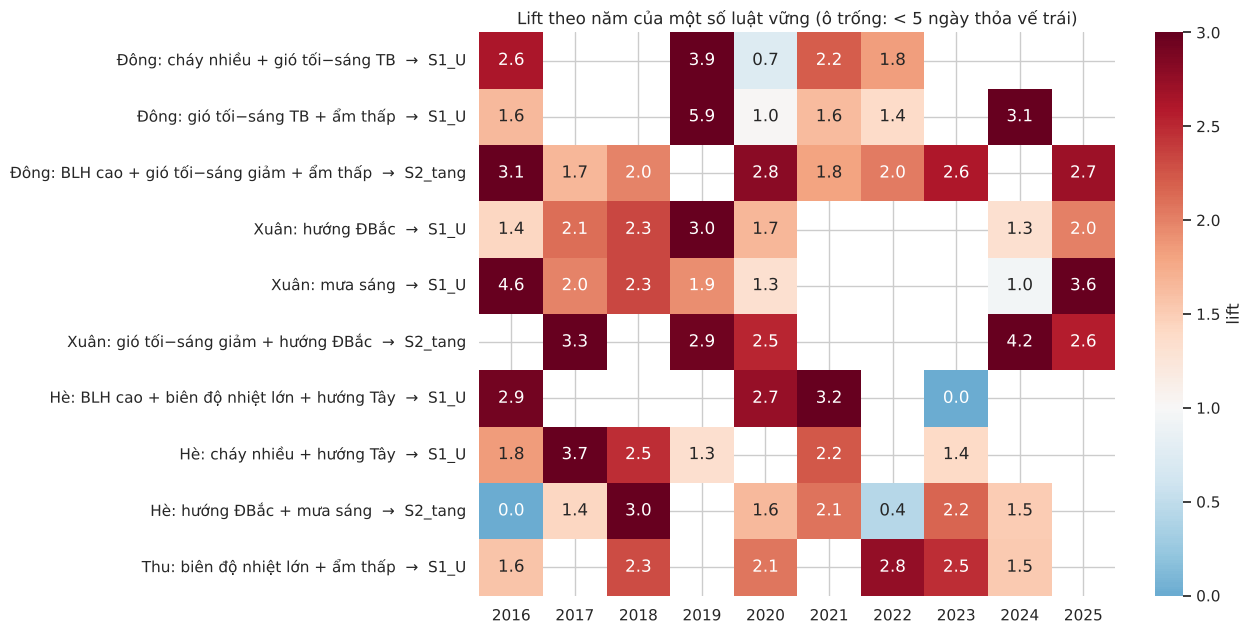 Lift theo năm của một số luật vững (ô trống: < 5 ngày thỏa vế trái)
Đông: cháy nhiều + gió tối−sáng TB → S1_U 2.6 3.9 0.7 2.2 1.8
Đông: gió tối−sáng TB + ẩm thấp → S1_U 1.6 5.9 1.0 1.6 1.4 3.1
Đông: BLH cao + gió tối−sáng giảm + ẩm thấp → S2_tang 3.1 1.7 2.0 2.8 1.8 2.0 2.6 2.7
Xuân: hướng ĐBắc → S1_U 1.4 2.1 2.3 3.0 1.7 1.3 2.0
Xuân: mưa sáng → S1_U 4.6 2.0 2.3 1.9 1.3 1.0 3.6
Xuân: gió tối−sáng giảm + hướng ĐBắc → S2_tang 3.3 2.9 2.5 4.2 2.6
Hè: BLH cao + biên độ nhiệt lớn + hướng Tây → S1_U 2.9 2.7 3.2 0.0
Hè: cháy nhiều + hướng Tây → S1_U 1.8 3.7 2.5 1.3 2.2 1.4
Hè: hướng ĐBắc + mưa sáng → S2_tang 0.0 1.4 3.0 1.6 2.1 0.4 2.2 1.5
Thu: biên độ nhiệt lớn + ẩm thấp → S1_U 1.6 2.3 2.1 2.8 2.5 1.5
2016 2017 2018 2019 2020 2021 2022 2023 2024 2025
3.0
2.5
2.0
1.5
1.0
0.5
0.0
lift